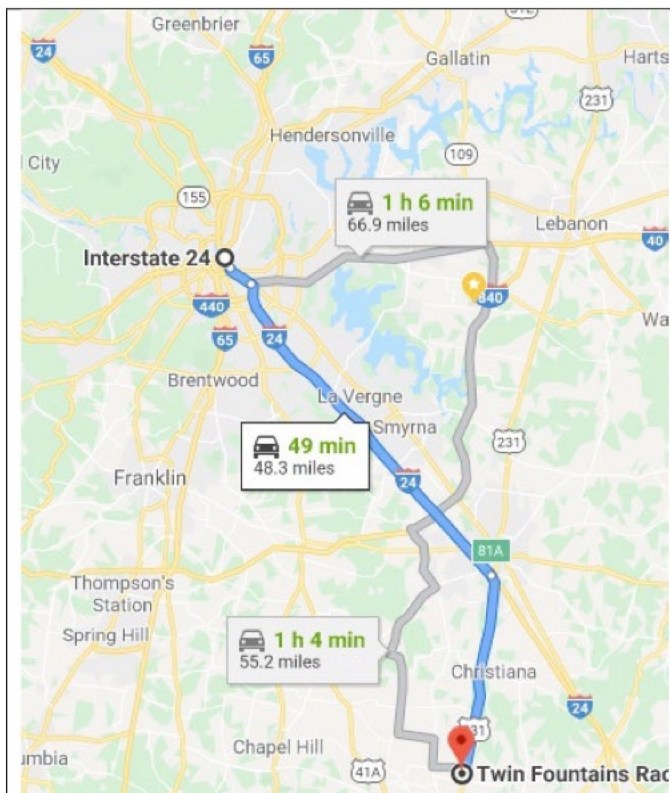 Greenbrier
24
65
Gallatin
Harts
231
Hendersonville
109
l City
155
1 h 6 min
66.9 miles
Lebanon
Interstate 24
40
840
440
24
65
Wa
Brentwood
La Vergne
Smyrna
49 min
48.3 miles
231
Franklin
24
81A
Thompson's
Station
1 h 4 min
55.2 miles
Spring Hill
Christiana
24
231
umbia
Chapel Hill
41A
Twin Fountains Rac